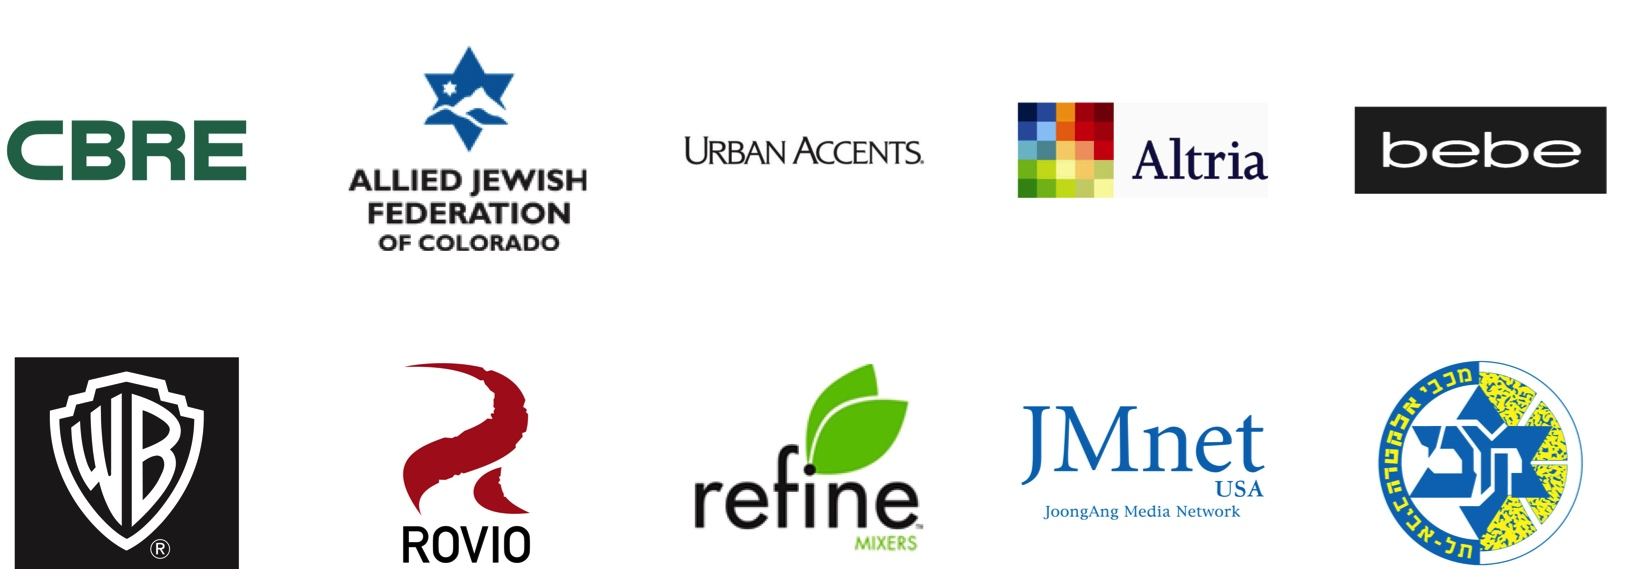 CBRE
ALLIED JEWISH
FEDERATION
OF COLORADO
URBAN ACCENTS.
Altria
bebe
WB
®
ROVIO
refine
™
MIXERS
JMnet
USA
JoongAng Media Network
מכבי אלקטרה תל-אביב